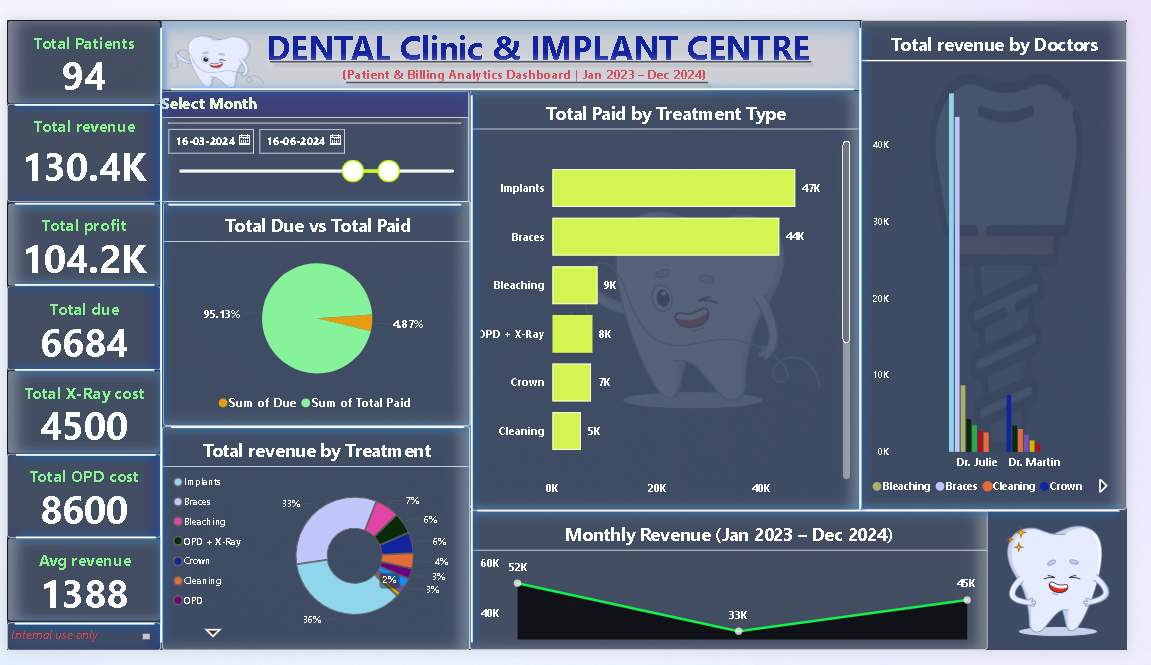 Total Patients
94
Total revenue
130.4K
Total profit
104.2K
Total due
6684
Total X-Ray cost
4500
Total OPD cost
8600
Avg revenue
1388
Internal use only
DENTAL Clinic & IMPLANT CENTRE
(Patient & Billing Analytics Dashboard | Jan 2023 – Dec 2024)
Select Month
16-03-2024 16-06-2024
Total Due vs Total Paid
95.13%
4.87%
Sum of Due Sum of Total Paid
Total revenue by Treatment
Implants
Braces
Bleaching
OPD + X-Ray
Crown
Cleaning
OPD
33%
7%
6%
6%
4%
3%
3%
2%
36%
Total Paid by Treatment Type
Implants 47K
Braces 44K
Bleaching 9K
OPD + X-Ray 8K
Crown 7K
Cleaning 5K
0K 20K 40K
Total revenue by Doctors
40K
30K
20K
10K
0K
Dr. Julie Dr. Martin
Bleaching Braces Cleaning Crown
Monthly Revenue (Jan 2023 – Dec 2024)
60K
40K
52K
33K
45K